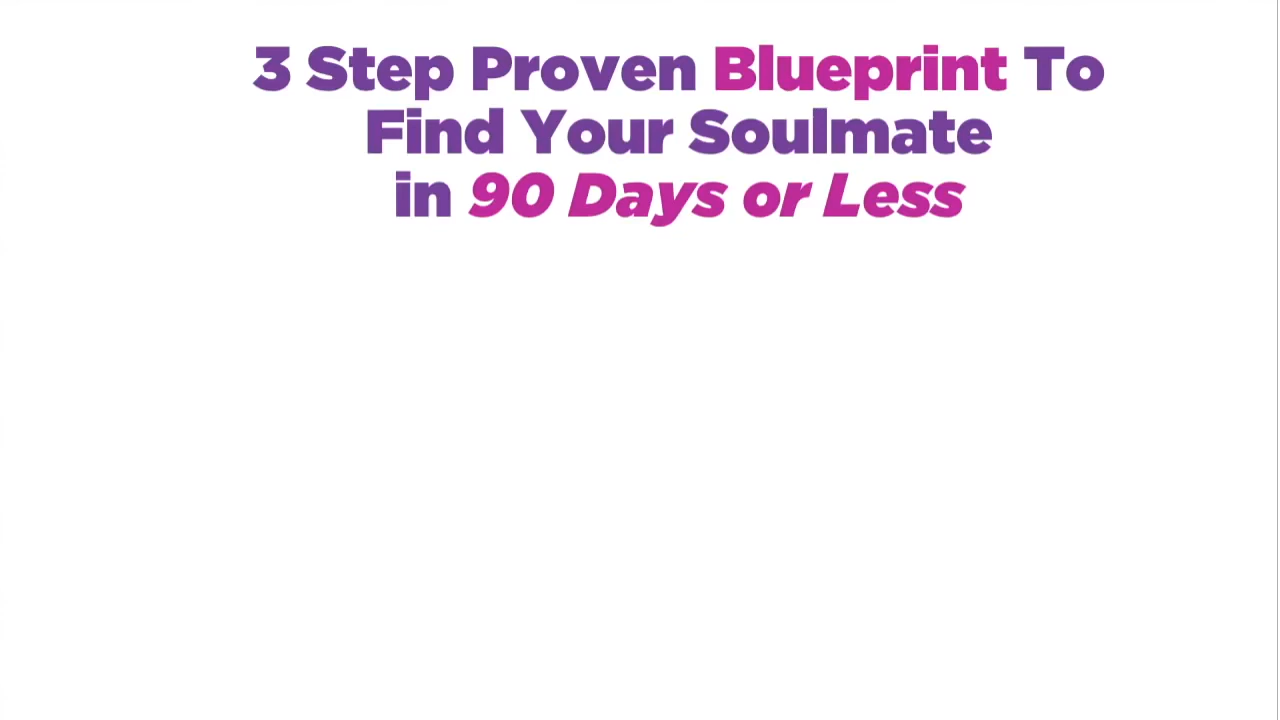 3 Step Proven Blueprint To
Find Your Soulmate
in 90 Days or Less